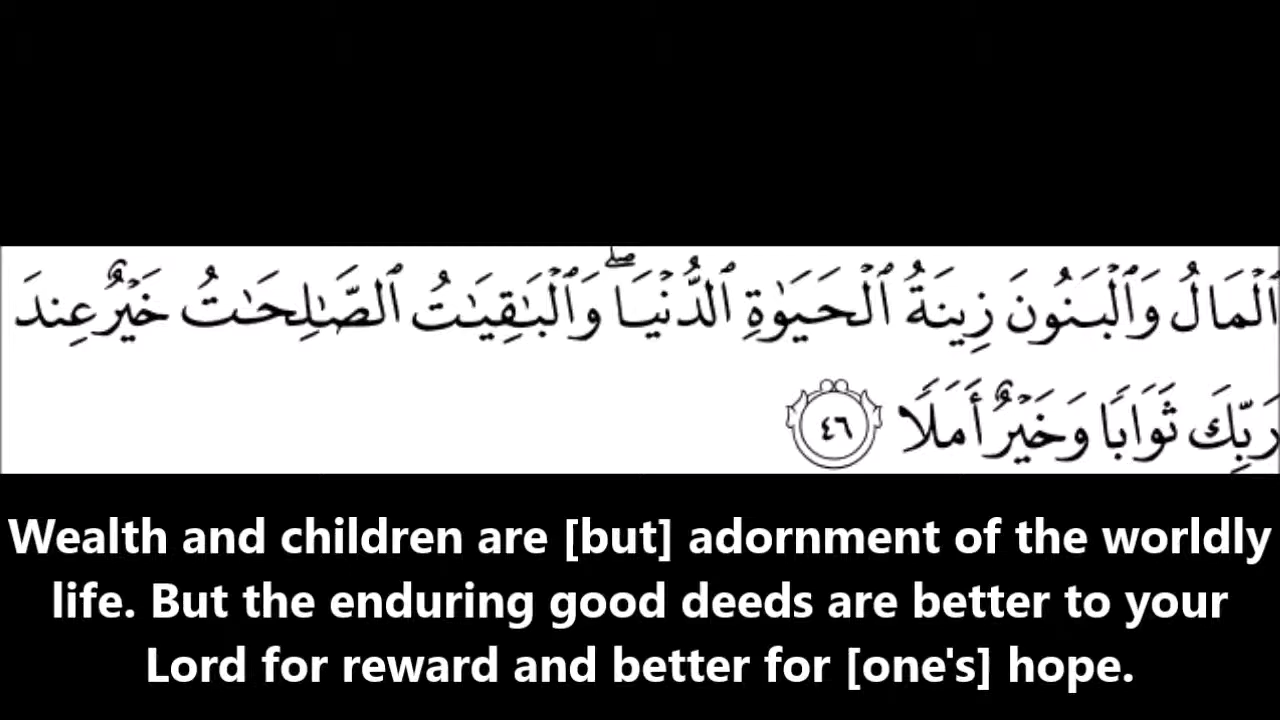 ٱلْمَالُ وَٱلْبَنُونَ زِينَةُ ٱلْحَيَوٰةِ ٱلدُّنْيَا ۖ وَٱلْبَـٰقِيَـٰتُ ٱلصَّـٰلِحَـٰتُ خَيْرٌ عِندَ
رَبِّكَ ثَوَابًا وَخَيْرٌ أَمَلًا ٤٦
Wealth and children are [but] adornment of the worldly
life. But the enduring good deeds are better to your
Lord for reward and better for [one's] hope.